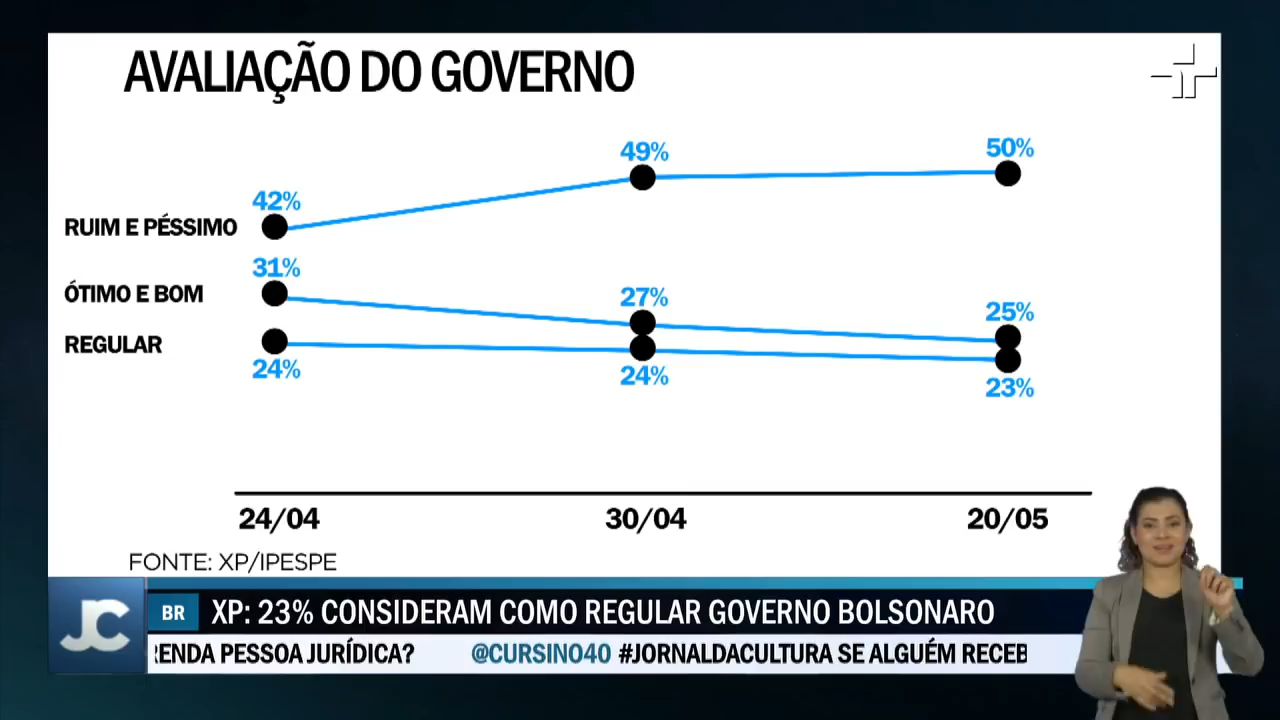 AVALIAÇÃO DO GOVERNO
49%
50%
42%
RUIM E PÉSSIMO
31%
ÓTIMO E BOM
27%
25%
REGULAR
24%
24%
23%
24/04
30/04
20/05
FONTE: XP/IPESPE
JC
BR
XP: 23% CONSIDERAM COMO REGULAR GOVERNO BOLSONARO
RENDA PESSOA JURÍDICA? @CURSINO40 #JORNALDACULTURA SE ALGUÉM RECEB